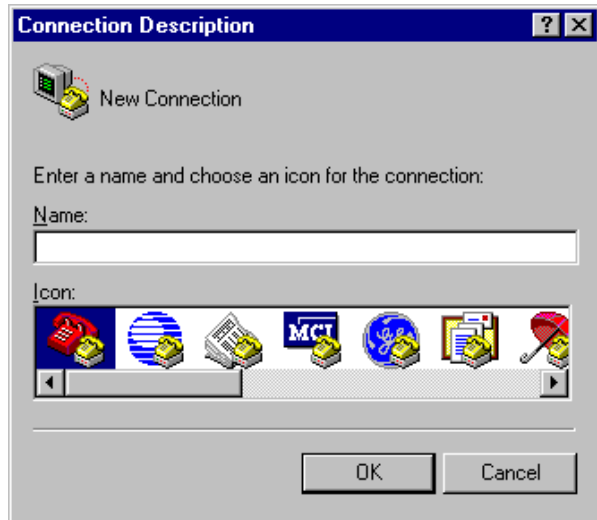 Connection Description
New Connection
Enter a name and choose an icon for the connection:
Name:
Icon:
MCI
OK Cancel